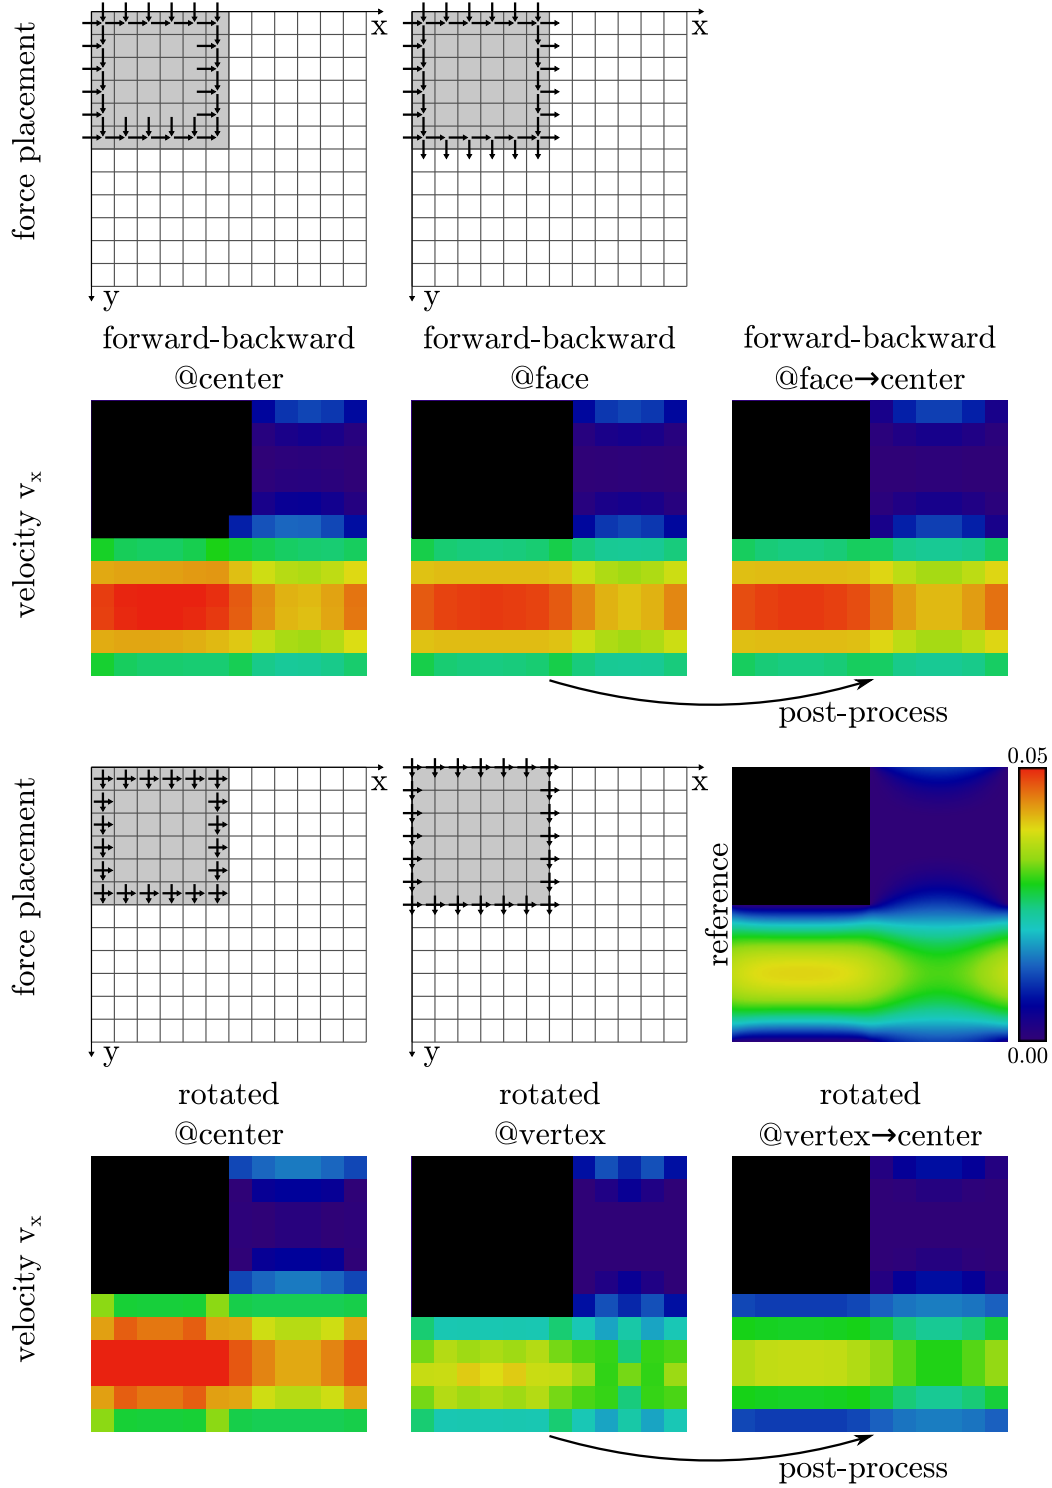 force placement
x
y
x
y
forward-backward
@center
forward-backward
@face
forward-backward
@face→center
velocity vₓ
post-process
force placement
x
y
x
y
reference
0.05
0.00
rotated
@center
rotated
@vertex
rotated
@vertex→center
velocity vₓ
post-process